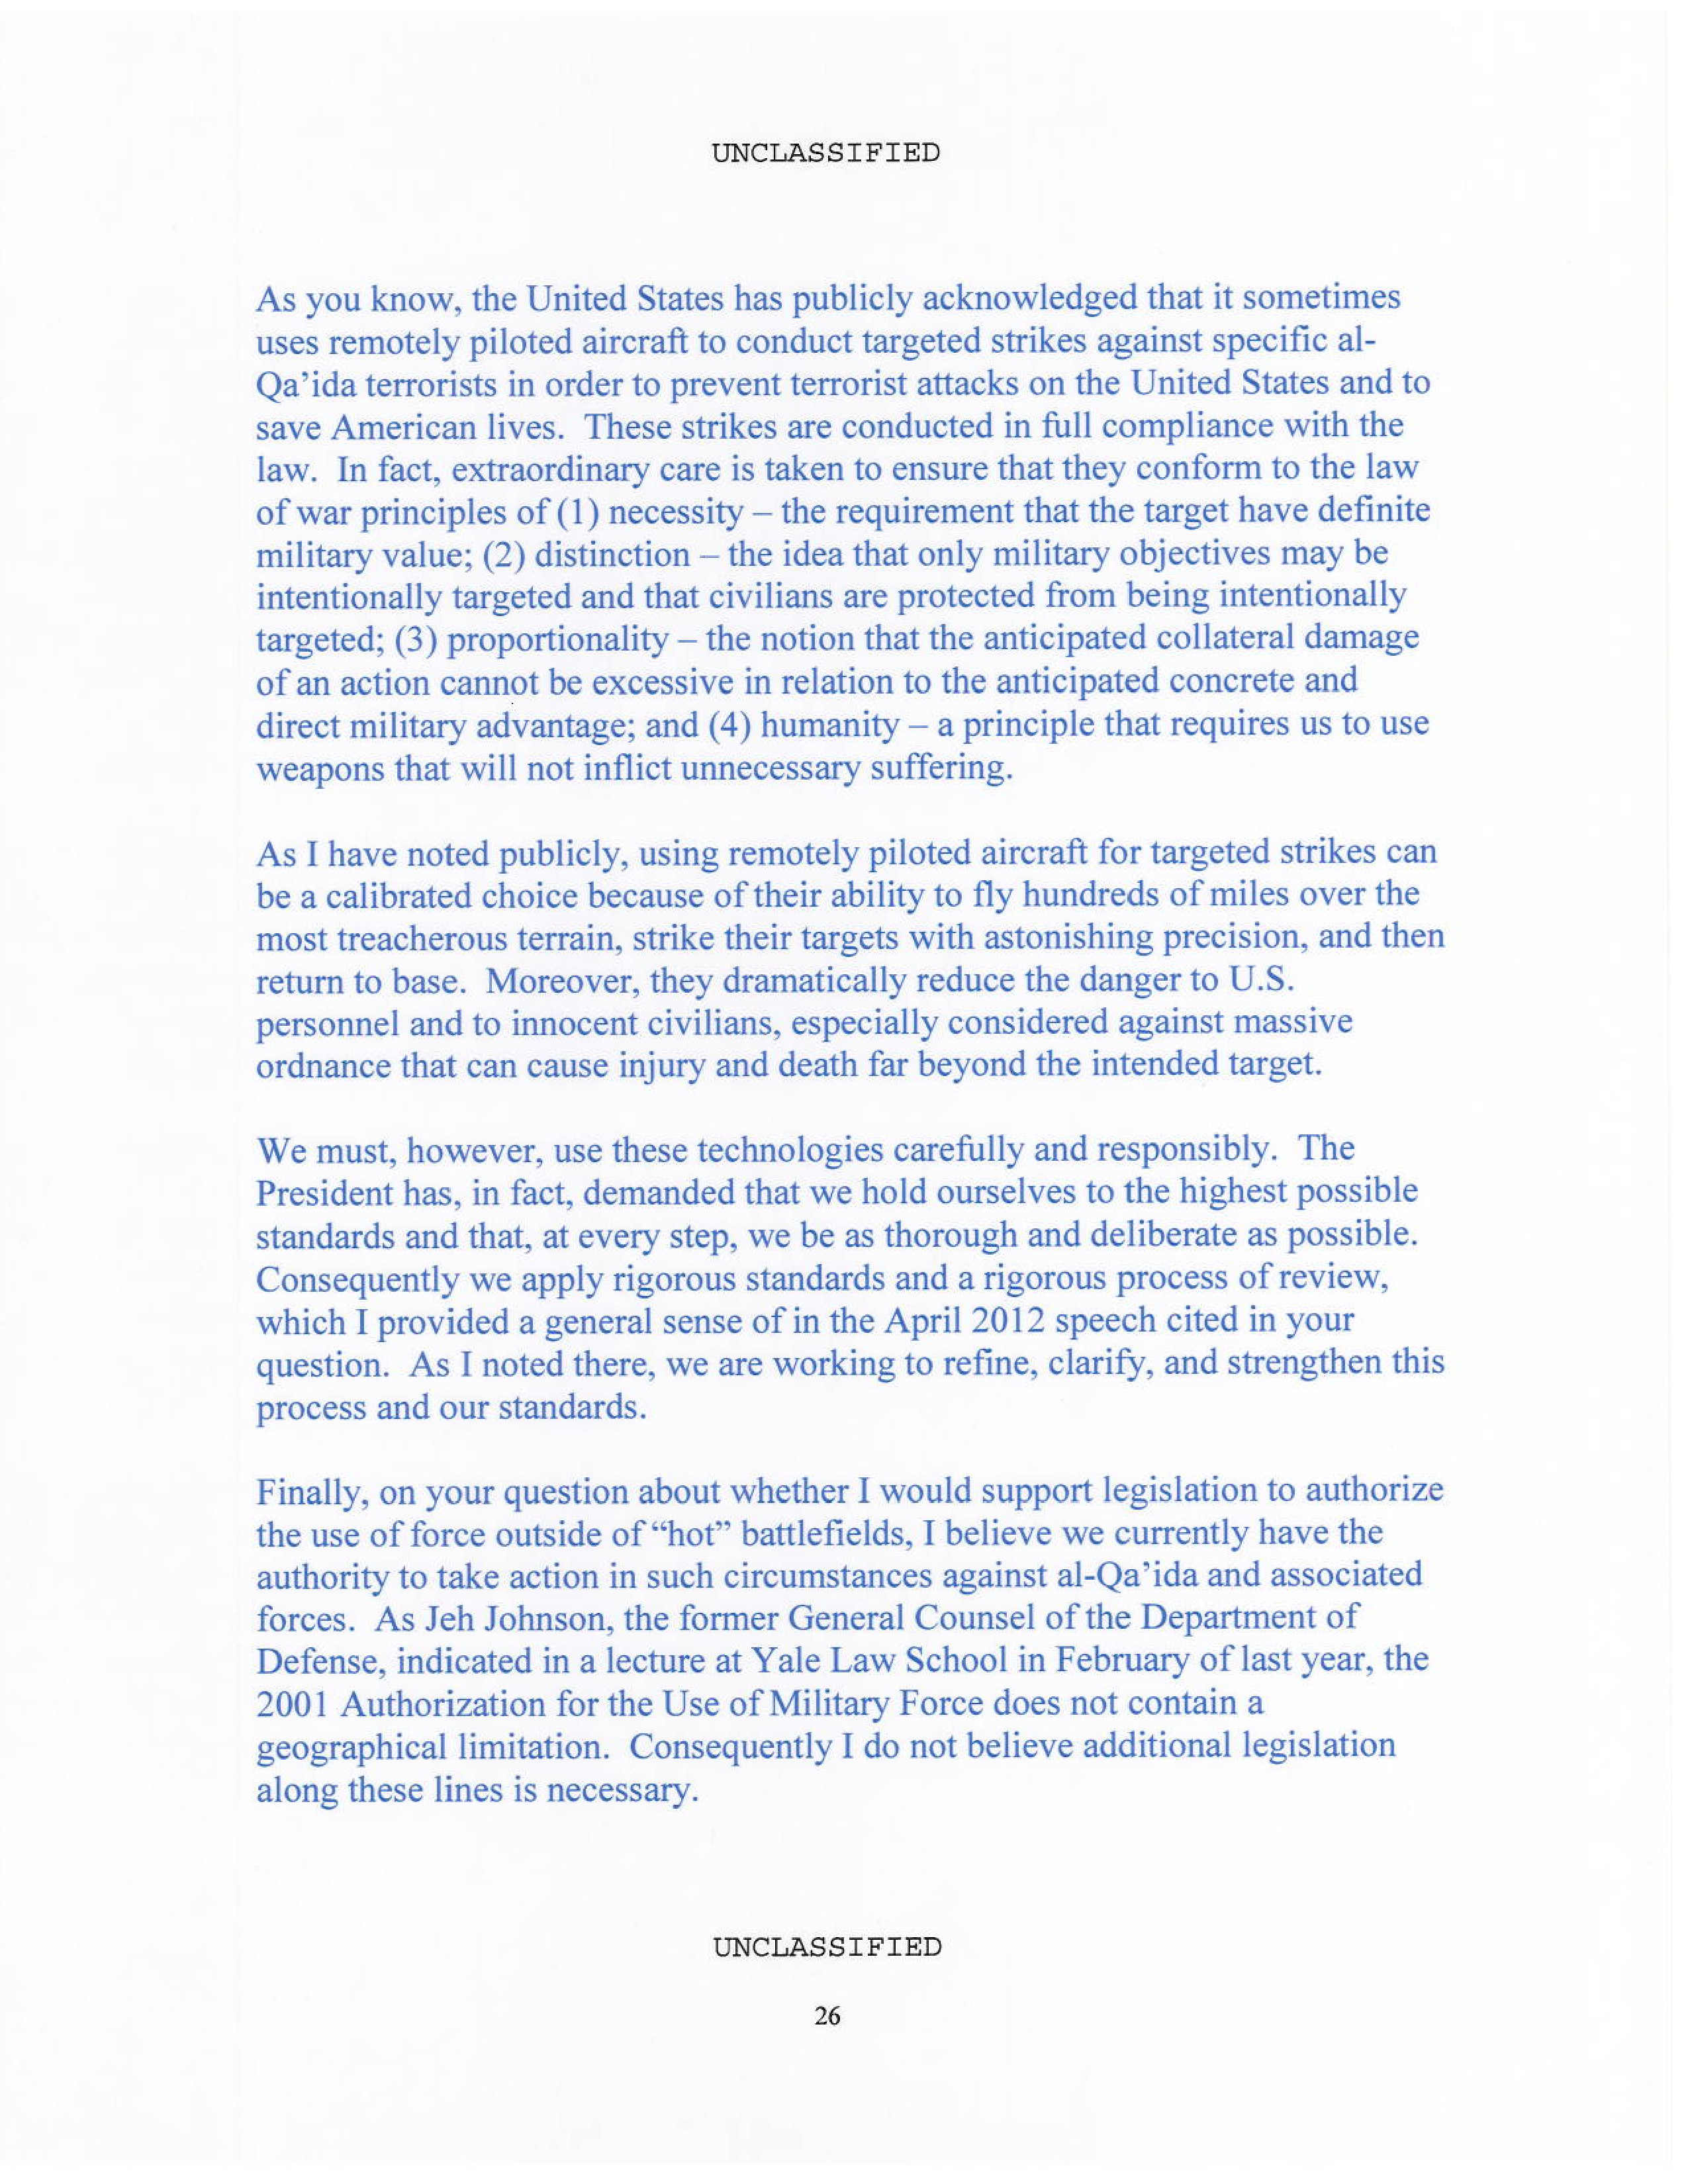 UNCLASSIFIED
As you know, the United States has publicly acknowledged that it sometimes
uses remotely piloted aircraft to conduct targeted strikes against specific al-
Qa’ida terrorists in order to prevent terrorist attacks on the United States and to
save American lives.  These strikes are conducted in full compliance with the
law.  In fact, extraordinary care is taken to ensure that they conform to the law
of war principles of (1) necessity – the requirement that the target have definite
military value; (2) distinction – the idea that only military objectives may be
intentionally targeted and that civilians are protected from being intentionally
targeted; (3) proportionality – the notion that the anticipated collateral damage
of an action cannot be excessive in relation to the anticipated concrete and
direct military advantage; and (4) humanity – a principle that requires us to use
weapons that will not inflict unnecessary suffering.
As I have noted publicly, using remotely piloted aircraft for targeted strikes can
be a calibrated choice because of their ability to fly hundreds of miles over the
most treacherous terrain, strike their targets with astonishing precision, and then
return to base.  Moreover, they dramatically reduce the danger to U.S.
personnel and to innocent civilians, especially considered against massive
ordnance that can cause injury and death far beyond the intended target.
We must, however, use these technologies carefully and responsibly.  The
President has, in fact, demanded that we hold ourselves to the highest possible
standards and that, at every step, we be as thorough and deliberate as possible.
Consequently we apply rigorous standards and a rigorous process of review,
which I provided a general sense of in the April 2012 speech cited in your
question.  As I noted there, we are working to refine, clarify, and strengthen this
process and our standards.
Finally, on your question about whether I would support legislation to authorize
the use of force outside of “hot” battlefields, I believe we currently have the
authority to take action in such circumstances against al-Qa’ida and associated
forces.  As Jeh Johnson, the former General Counsel of the Department of
Defense, indicated in a lecture at Yale Law School in February of last year, the
2001 Authorization for the Use of Military Force does not contain a
geographical limitation.  Consequently I do not believe additional legislation
along these lines is necessary.
UNCLASSIFIED
26